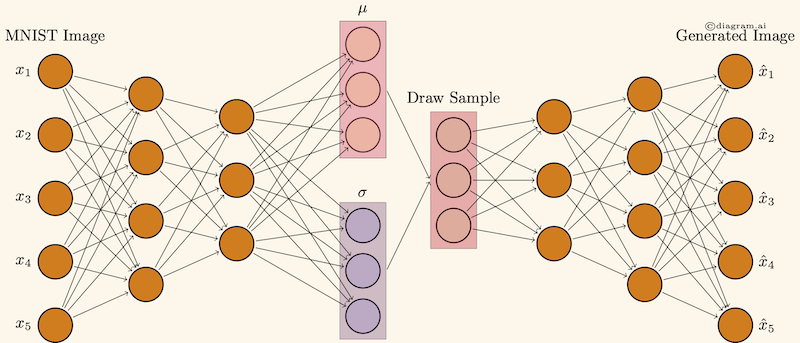 μ
©diagram.ai
MNIST Image
Generated Image
Draw Sample
x₁
x₂
x₃
x₄
x₅
σ
x̂₁
x̂₂
x̂₃
x̂₄
x̂₅